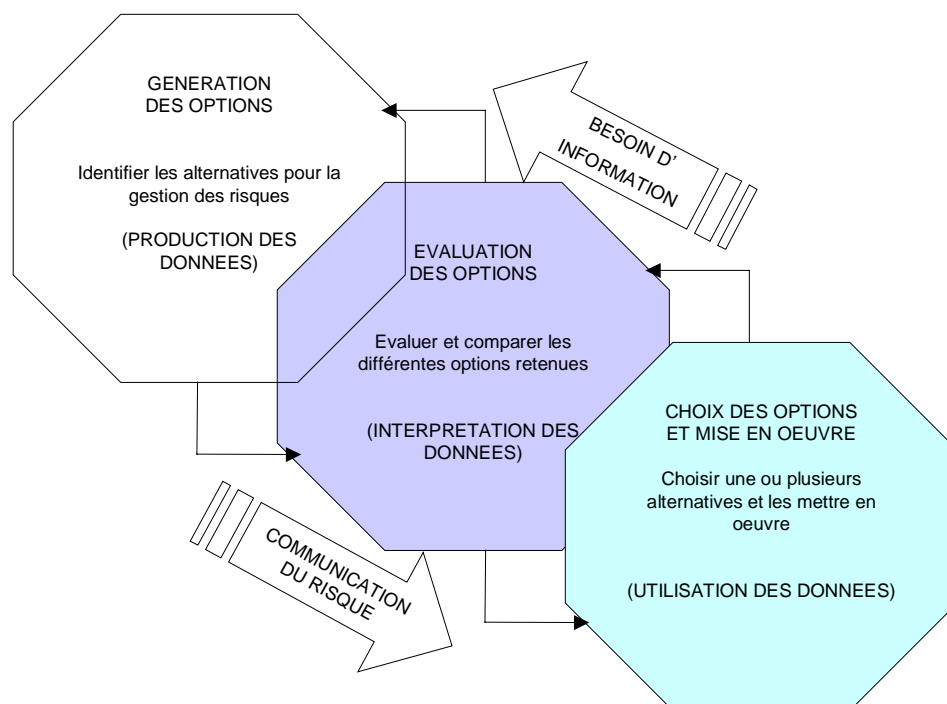 GENERATION
DES OPTIONS
Identifier les alternatives pour la
gestion des risques
(PRODUCTION DES
DONNEES)
BESOIN D'
INFORMATION
EVALUATION
DES OPTIONS
Evaluer et comparer les
différentes options retenues
(INTERPRETATION DES
DONNEES)
CHOIX DES OPTIONS
ET MISE EN OEUVRE
Choisir une ou plusieurs
alternatives et les mettre en
oeuvre
(UTILISATION DES DONNEES)
COMMUNICATION
DU RISQUE